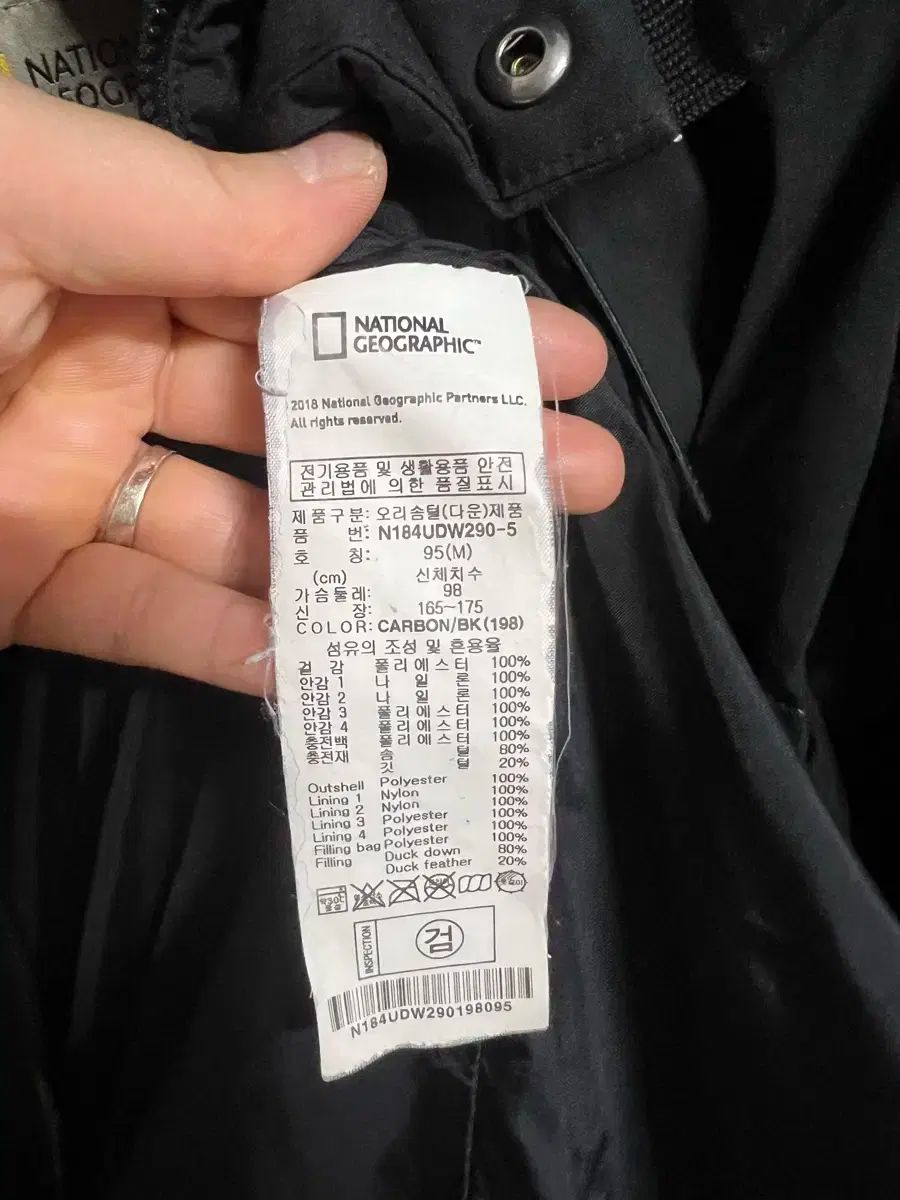 NATIONAL
GEOGRAPHIC™
2018 National Geographic Partners LLC.
All rights reserved.
전기용품 및 생활용품 안전
관리법에 의한 품질표시
제품구분: 오리솜털(다운)제품
품 번: N184UDW290-5
호 칭: 95(M)
(cm) 신체치수
가슴둘레: 98
신 장: 165~175
COLOR: CARBON/BK(198)
섬유의 조성 및 혼용율
겉 감 폴리에스터 100%
안감 1 나 일 론 100%
안감 2 나 일 론 100%
안감 3 폴리에스터 100%
안감 4 폴리에스터 100%
충전백 폴리에스터 100%
충전재 솜 털 80%
깃 털 20%
Outshell Polyester 100%
Lining 1 Nylon 100%
Lining 2 Nylon 100%
Lining 3 Polyester 100%
Lining 4 Polyester 100%
Filling bag Polyester 100%
Filling Duck down 80%
Duck feather 20%
INSPECTION 검
N184UDW290198095